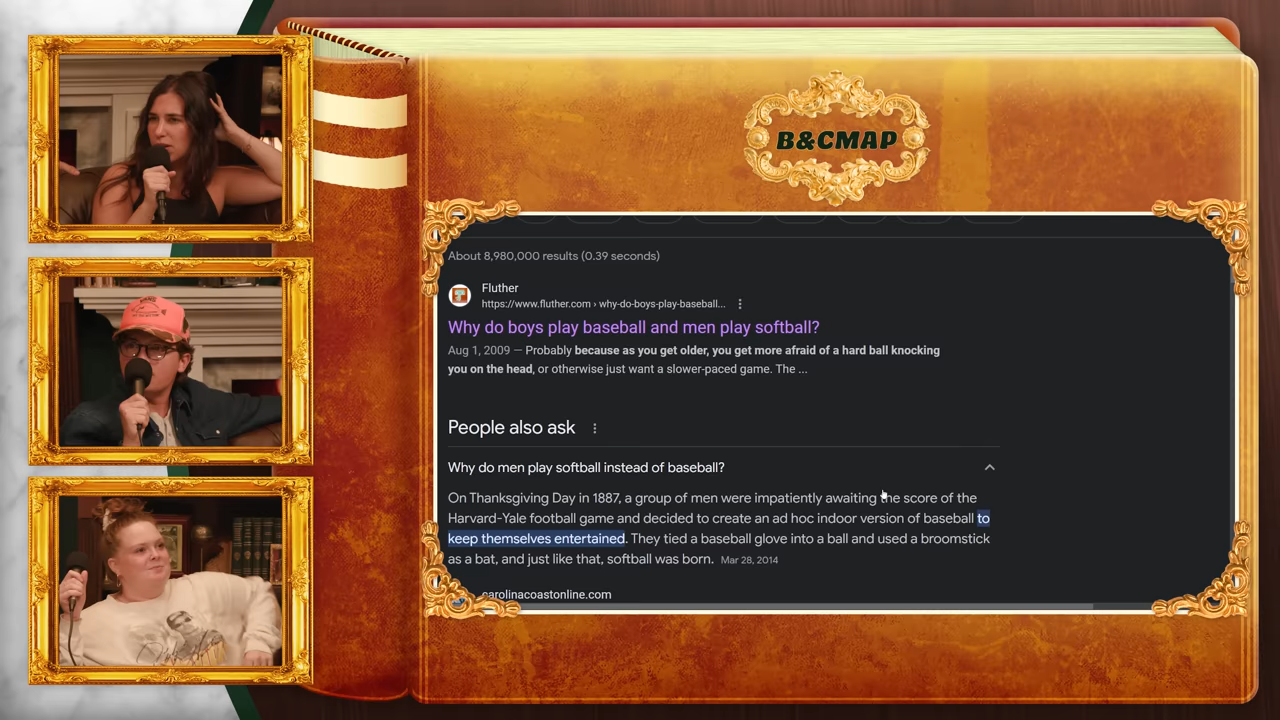 B&CMAP
About 8,980,000 results (0.39 seconds)
Fluther
https://www.fluther.com › why-do-boys-play-baseball...
Why do boys play baseball and men play softball?
Aug 1, 2009 — Probably because as you get older, you get more afraid of a hard ball knocking
you on the head, or otherwise just want a slower-paced game. The ...
People also ask
Why do men play softball instead of baseball?
On Thanksgiving Day in 1887, a group of men were impatiently awaiting the score of the
Harvard-Yale football game and decided to create an ad hoc indoor version of baseball to
keep themselves entertained. They tied a baseball glove into a ball and used a broomstick
as a bat, and just like that, softball was born. Mar 28, 2014
carolinacoastonline.com